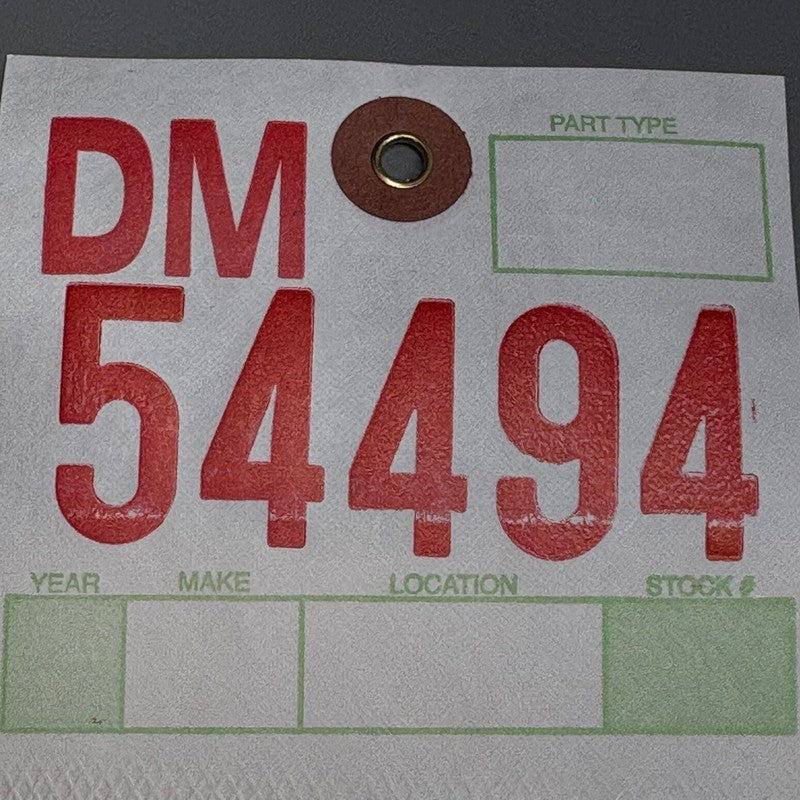 DM
PART TYPE
54494
YEAR MAKE LOCATION STOCK #